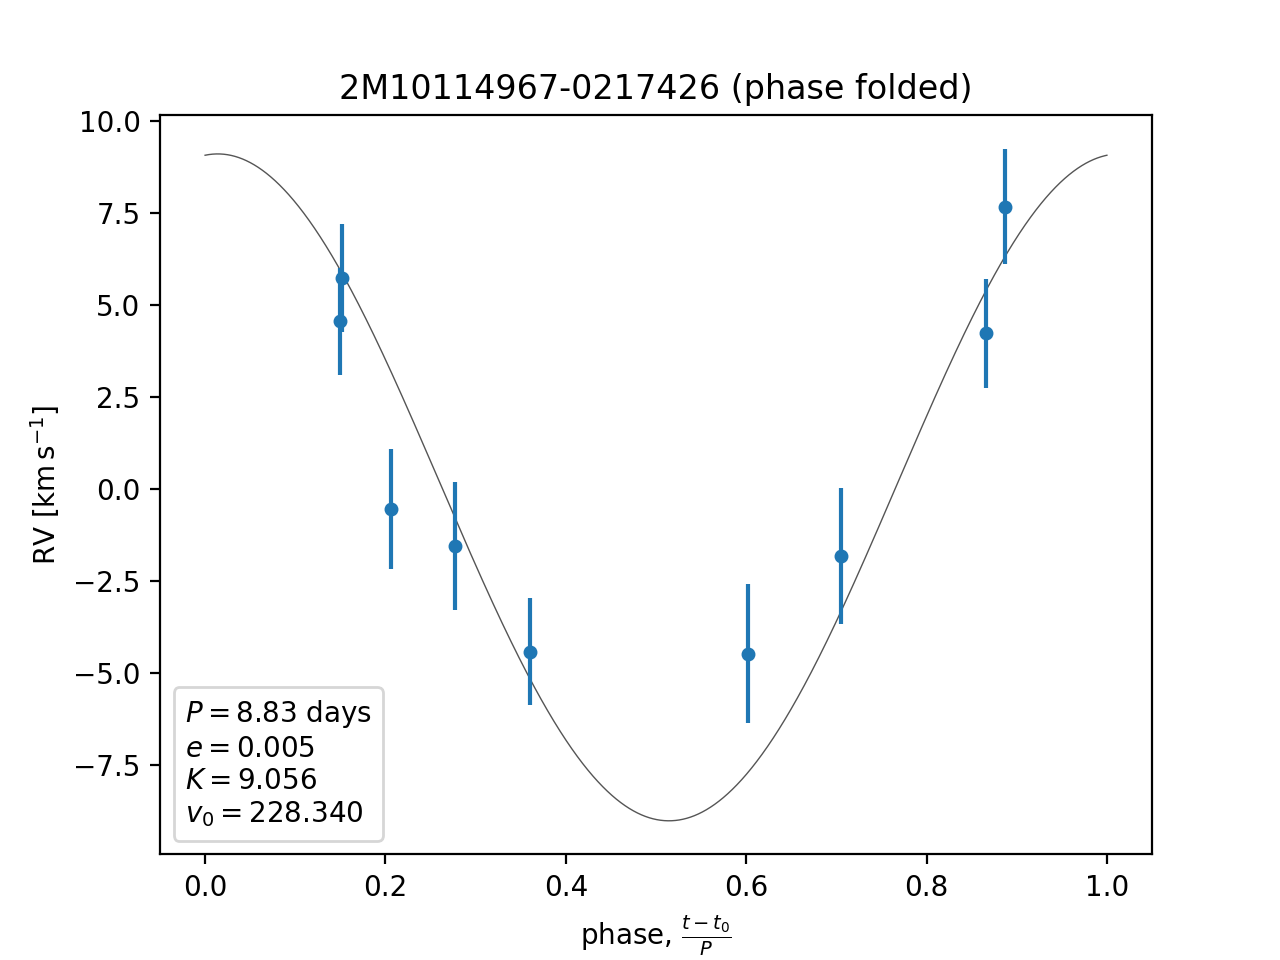 2M10114967-0217426 (phase folded)
10.0
7.5
5.0
2.5
0.0
−2.5
−5.0
−7.5
RV [km s⁻¹]
P = 8.83 days
e = 0.005
K = 9.056
v₀ = 228.340
0.0 0.2 0.4 0.6 0.8 1.0
phase, (t − t₀)/P